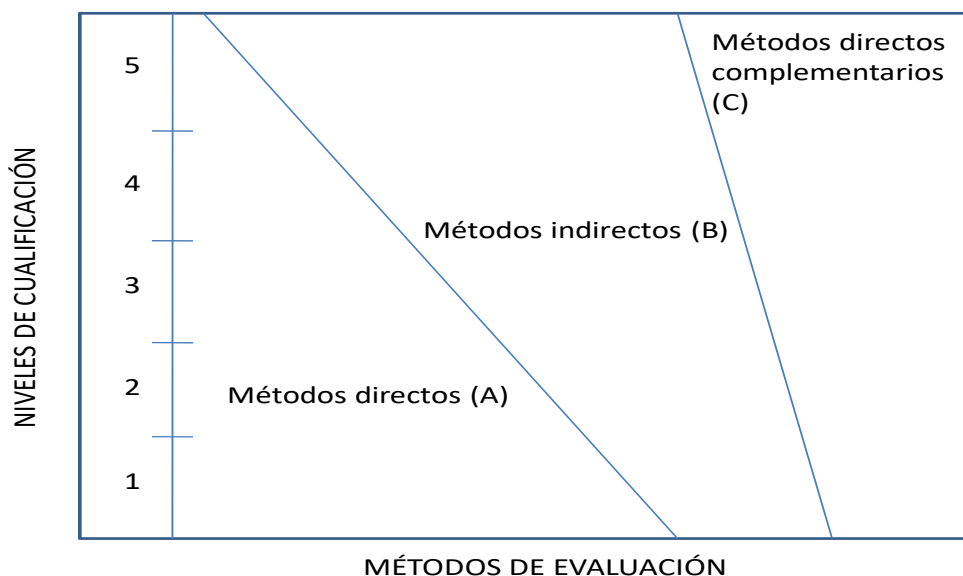 Métodos directos
complementarios
(C)
5
4
3
2
1
NIVELES DE CUALIFICACIÓN
Métodos indirectos (B)
Métodos directos (A)
MÉTODOS DE EVALUACIÓN